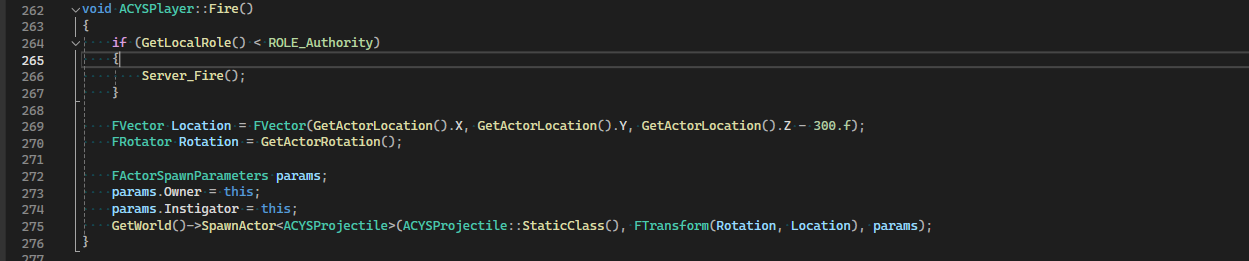 262 void ACYSPlayer::Fire()
263 {
264 if (GetLocalRole() < ROLE_Authority)
265 {
266 Server_Fire();
267 }
268
269 FVector Location = FVector(GetActorLocation().X, GetActorLocation().Y, GetActorLocation().Z - 300.f);
270 FRotator Rotation = GetActorRotation();
271
272 FActorSpawnParameters params;
273 params.Owner = this;
274 params.Instigator = this;
275 GetWorld()->SpawnActor<ACYSProjectile>(ACYSProjectile::StaticClass(), FTransform(Rotation, Location), params);
276 }
277